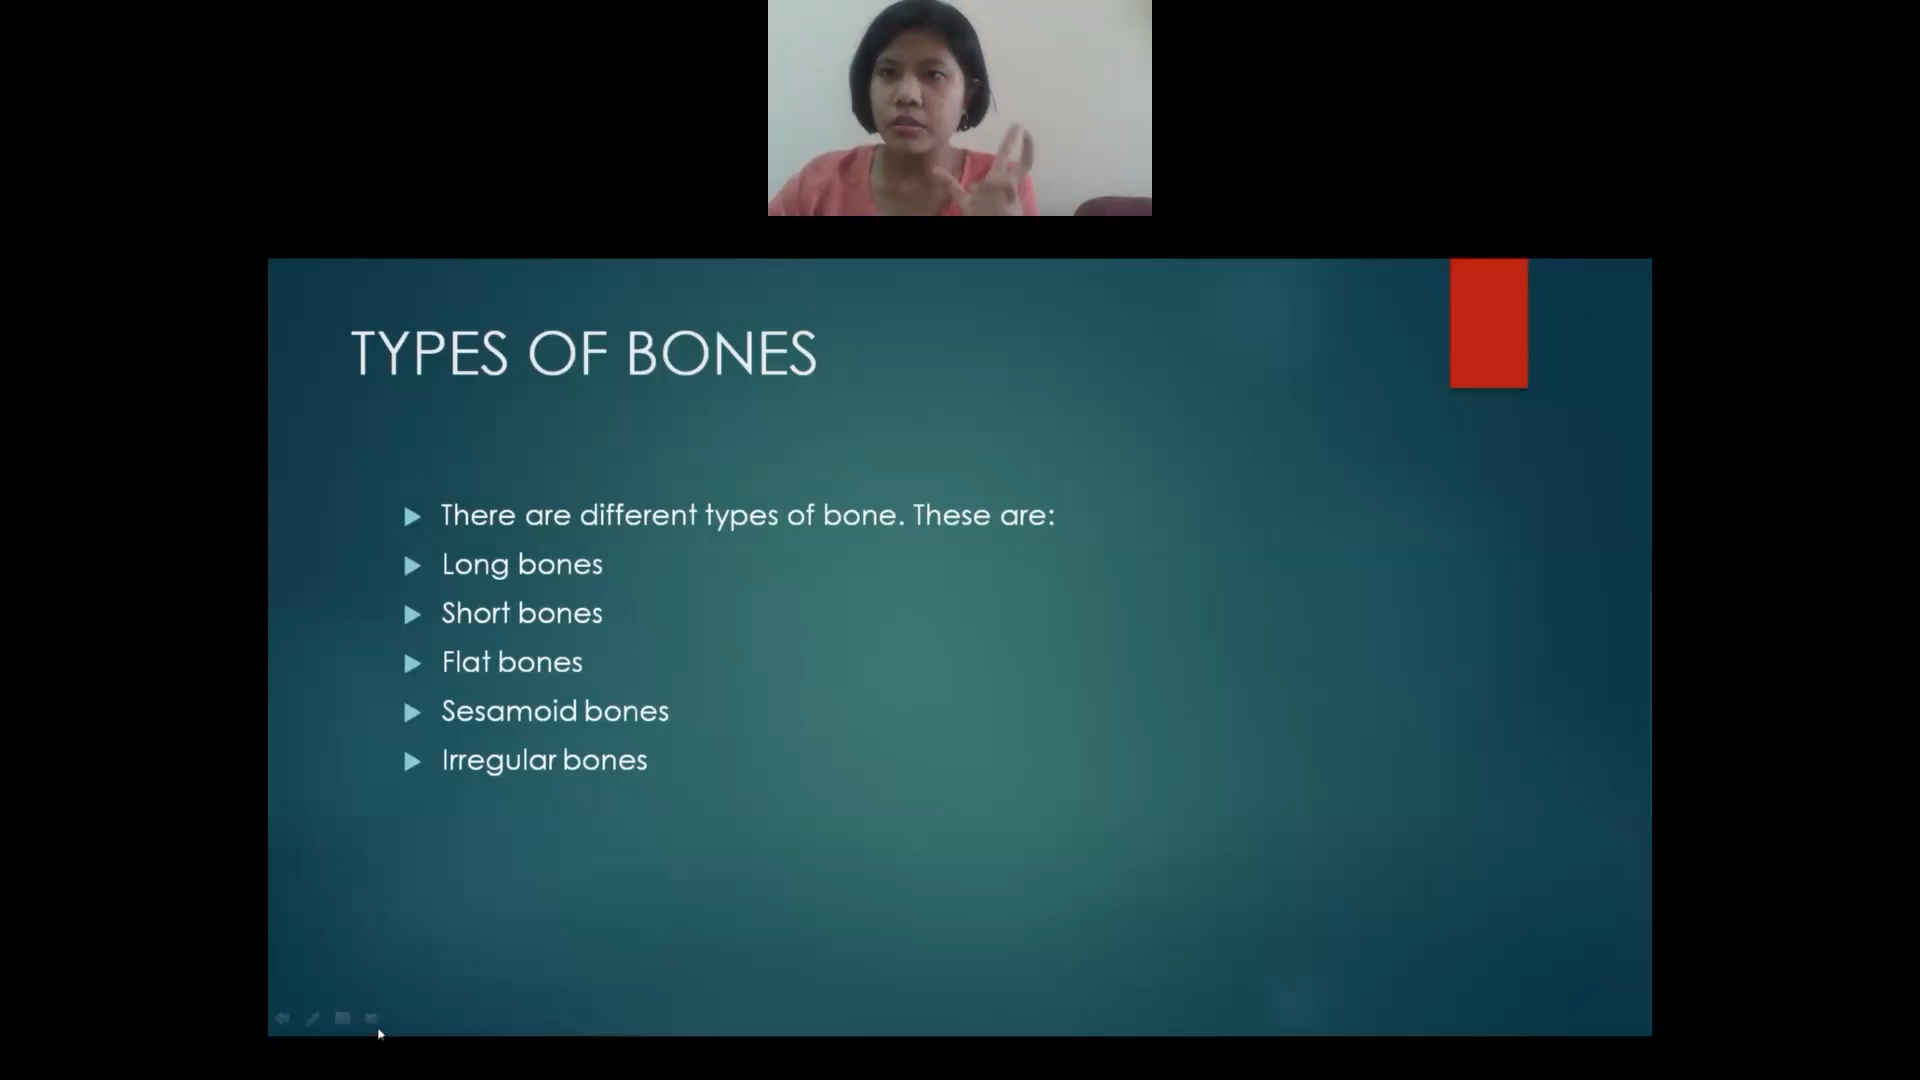 TYPES OF BONES
There are different types of bone. These are:
Long bones
Short bones
Flat bones
Sesamoid bones
Irregular bones